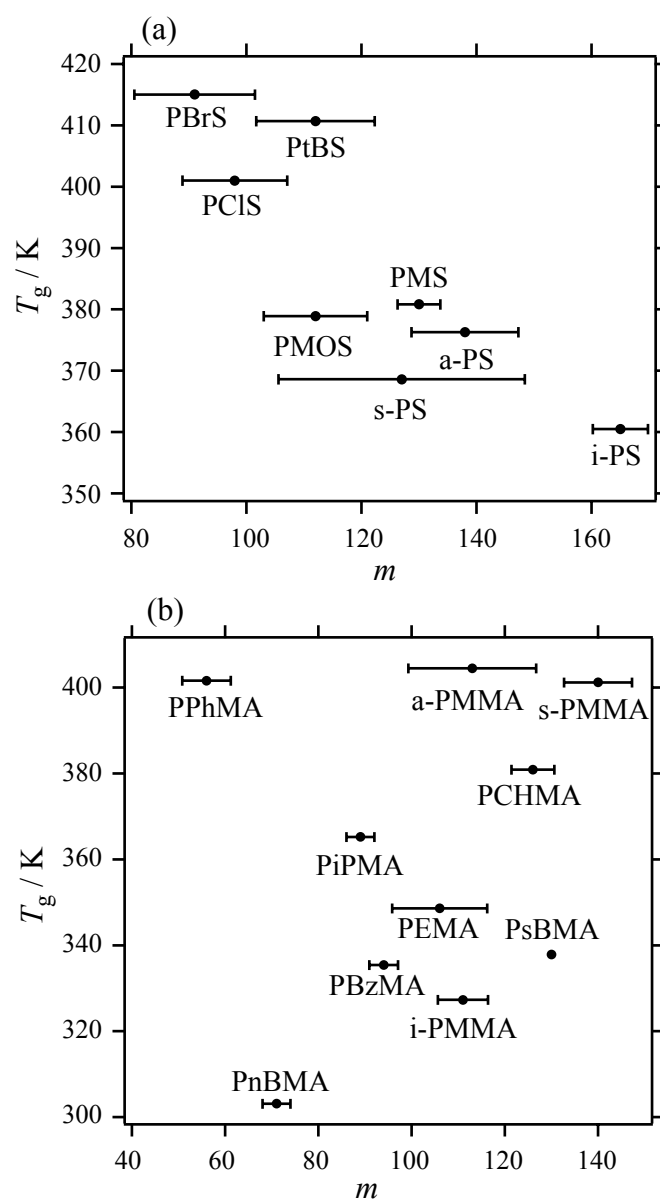 (a)
420
410
400
390
380
370
360
350
T_g / K
PBrS
PtBS
PClS
PMS
PMOS
a-PS
s-PS
i-PS
80 100 120 140 160
m
(b)
400
380
360
340
320
300
T_g / K
PPhMA
a-PMMA
s-PMMA
PCHMA
PiPMA
PEMA
PsBMA
PBzMA
i-PMMA
PnBMA
40 60 80 100 120 140
m